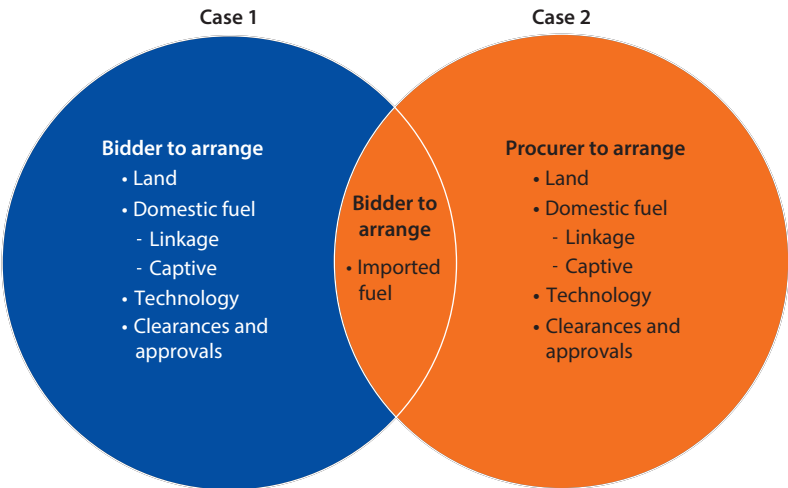 Case 1
Case 2
Bidder to arrange
• Land
• Domestic fuel
- Linkage
- Captive
• Technology
• Clearances and
approvals
Bidder to
arrange
• Imported
fuel
Procurer to arrange
• Land
• Domestic fuel
- Linkage
- Captive
• Technology
• Clearances and
approvals